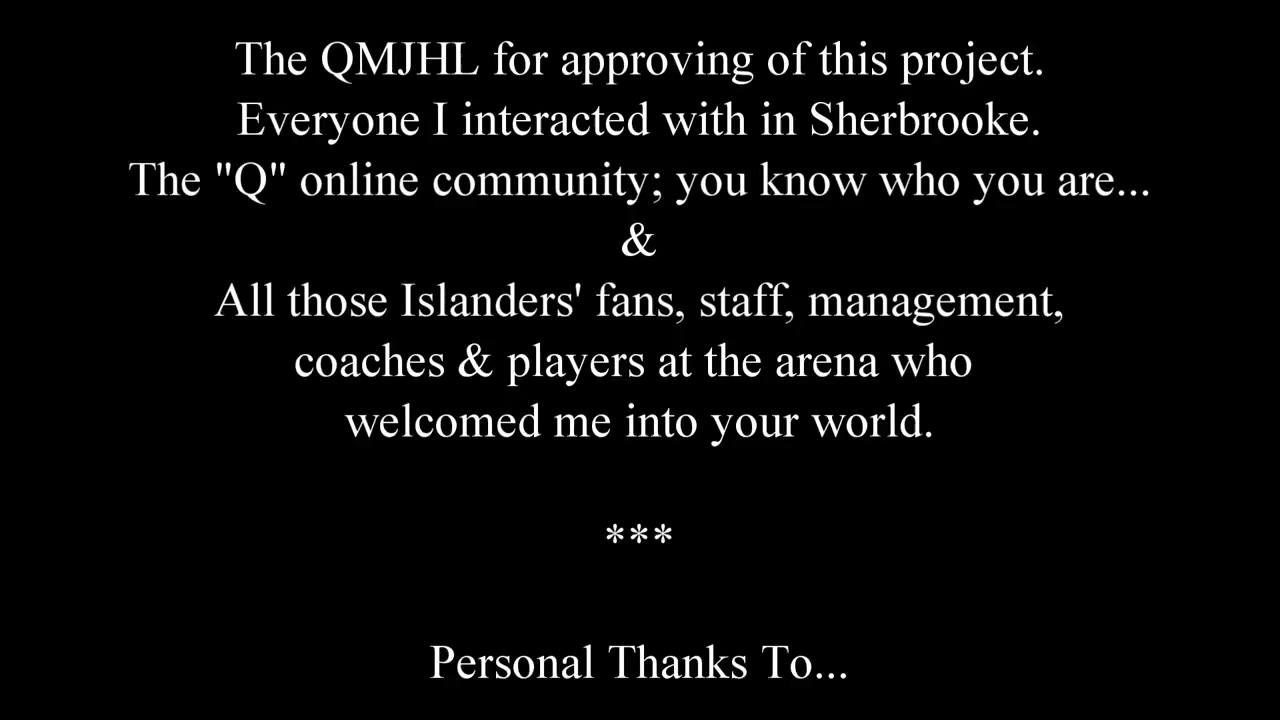 The QMJHL for approving of this project.
Everyone I interacted with in Sherbrooke.
The "Q" online community; you know who you are...
&
All those Islanders' fans, staff, management,
coaches & players at the arena who
welcomed me into your world.
***
Personal Thanks To...